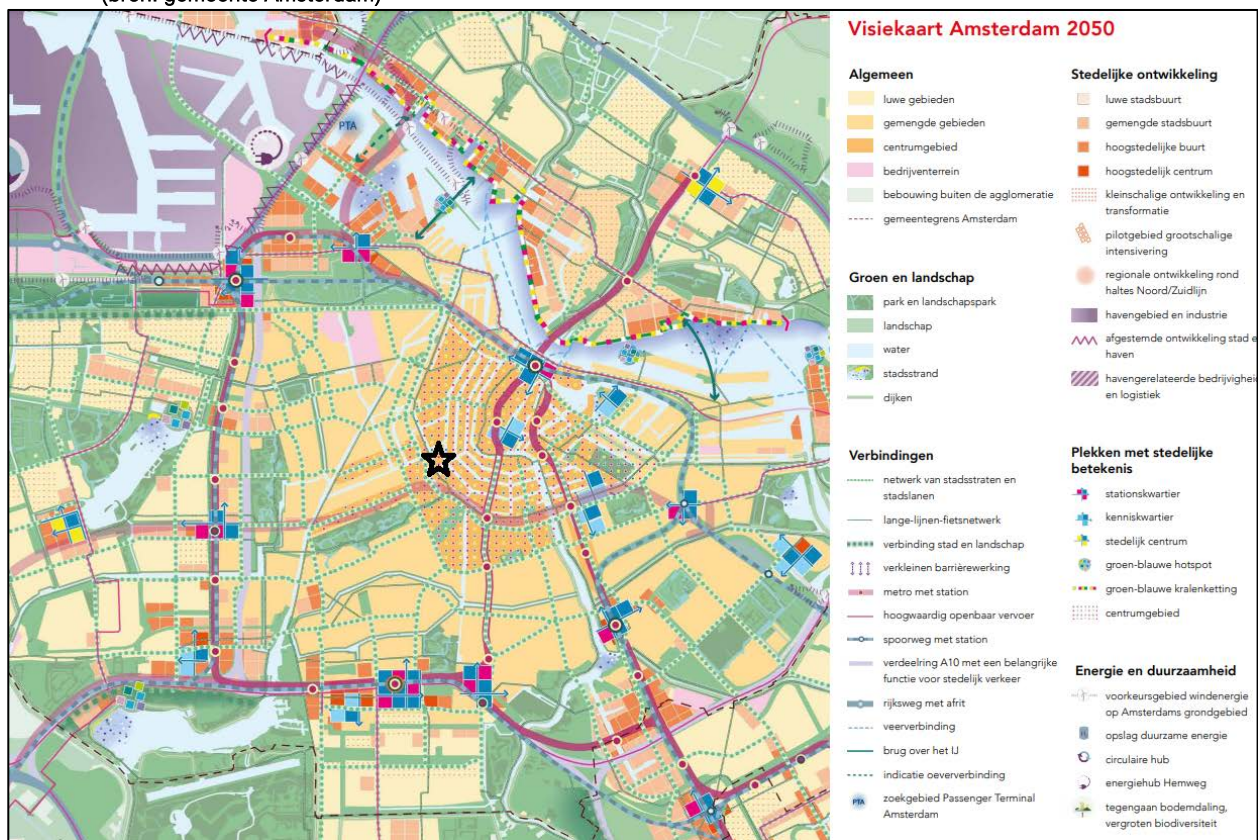 (bron: gemeente Amsterdam)
Visiekaart Amsterdam 2050
Algemeen
luwe gebieden
gemengde gebieden
centrumgebied
bedrijventerrein
bebouwing buiten de agglomeratie
gemeentegrens Amsterdam
Groen en landschap
park en landschapspark
landschap
water
stadsstrand
dijken
Verbindingen
netwerk van stadsstraten en
stadslanen
lange-lijnen-fietsnetwerk
verbinding stad en landschap
verkleinen barrièrewerking
metro met station
hoogwaardig openbaar vervoer
spoorweg met station
verdeelring A10 met een belangrijke
functie voor stedelijk verkeer
rijksweg met afrit
veerverbinding
brug over het IJ
indicatie oeververbinding
PTA
zoekgebied Passenger Terminal
Amsterdam
Stedelijke ontwikkeling
luwe stadsbuurt
gemengde stadsbuurt
hoogstedelijke buurt
hoogstedelijk centrum
kleinschalige ontwikkeling en
transformatie
pilotgebied grootschalige
intensivering
regionale ontwikkeling rond
haltes Noord/Zuidlijn
havengebied en industrie
afgestemde ontwikkeling stad e
haven
havengerelateerde bedrijvighei
en logistiek
Plekken met stedelijke
betekenis
stationskwartier
kenniskwartier
stedelijk centrum
groen-blauwe hotspot
groen-blauwe kralenketting
centrumgebied
Energie en duurzaamheid
voorkeursgebied windenergie
op Amsterdams grondgebied
opslag duurzame energie
circulaire hub
energiehub Hemweg
tegengaan bodemdaling,
vergroten biodiversiteit
PTA